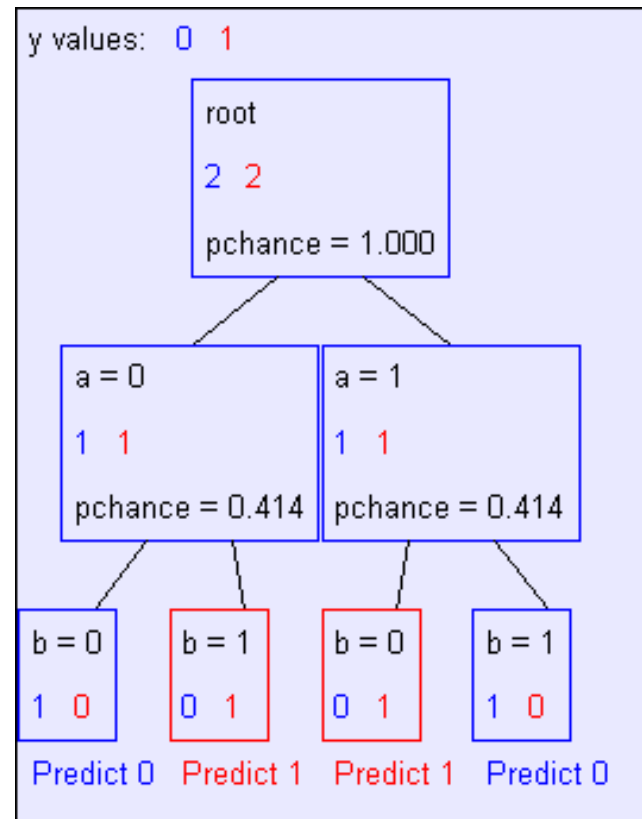 y values: 0 1
root
2 2
pchance = 1.000
a = 0
1 1
pchance = 0.414
a = 1
1 1
pchance = 0.414
b = 0
1 0
Predict 0
b = 1
0 1
Predict 1
b = 0
0 1
Predict 1
b = 1
1 0
Predict 0